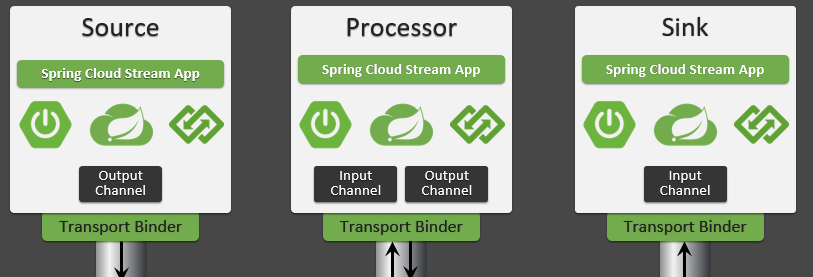 Source
Spring Cloud Stream App
Output
Channel
Transport Binder
Processor
Spring Cloud Stream App
Input
Channel
Output
Channel
Transport Binder
Sink
Spring Cloud Stream App
Input
Channel
Transport Binder